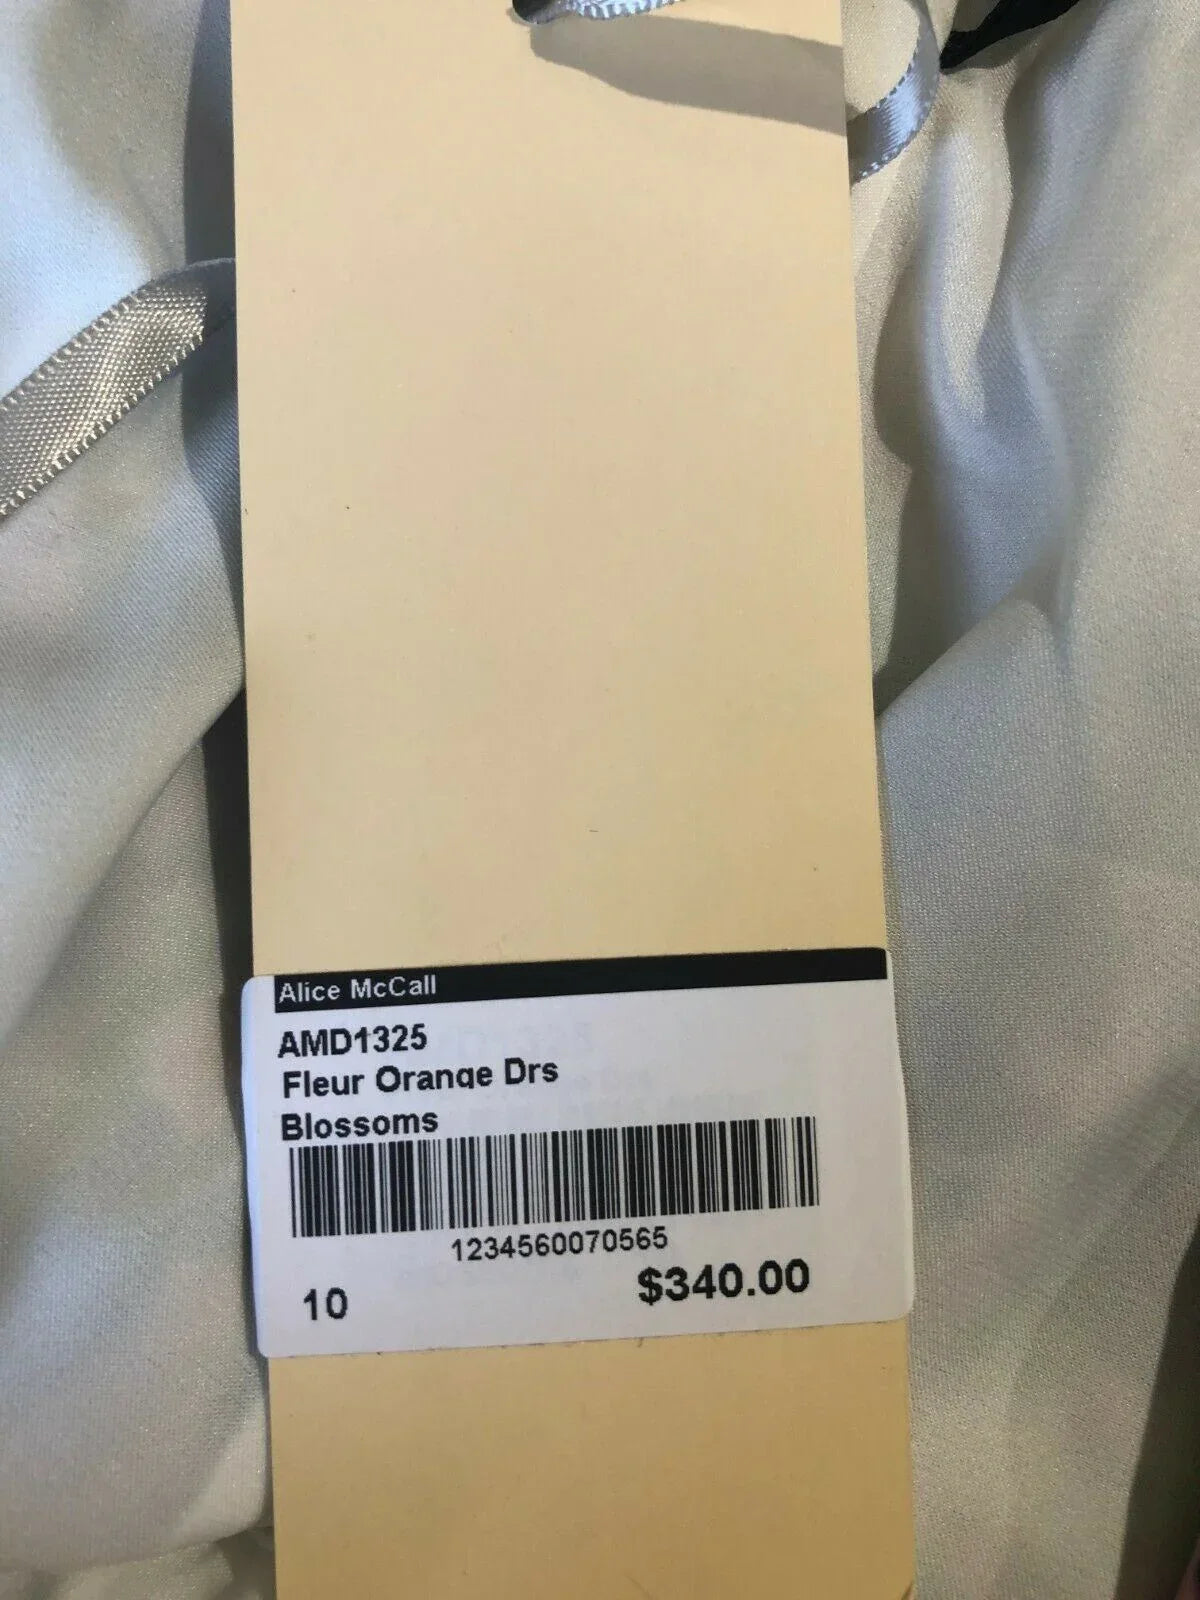 Alice McCall
AMD1325
Fleur Orange Drs
Blossoms
1234560070565
10 $340.00